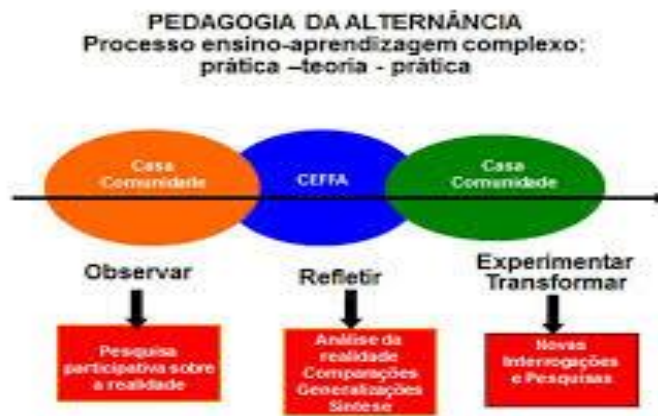 PEDAGOGIA DA ALTERNÂNCIA
Processo ensino-aprendizagem complexo:
prática –teoria - prática
Casa
Comunidade
CEFFA
Casa
Comunidade
Observar
Refletir
Experimentar
Transformar
Pesquisa
participativa sobre
a realidade
Análise da
realidade
Comparações
Generalizações
Síntese
Novas
Interrogações
e Pesquisas